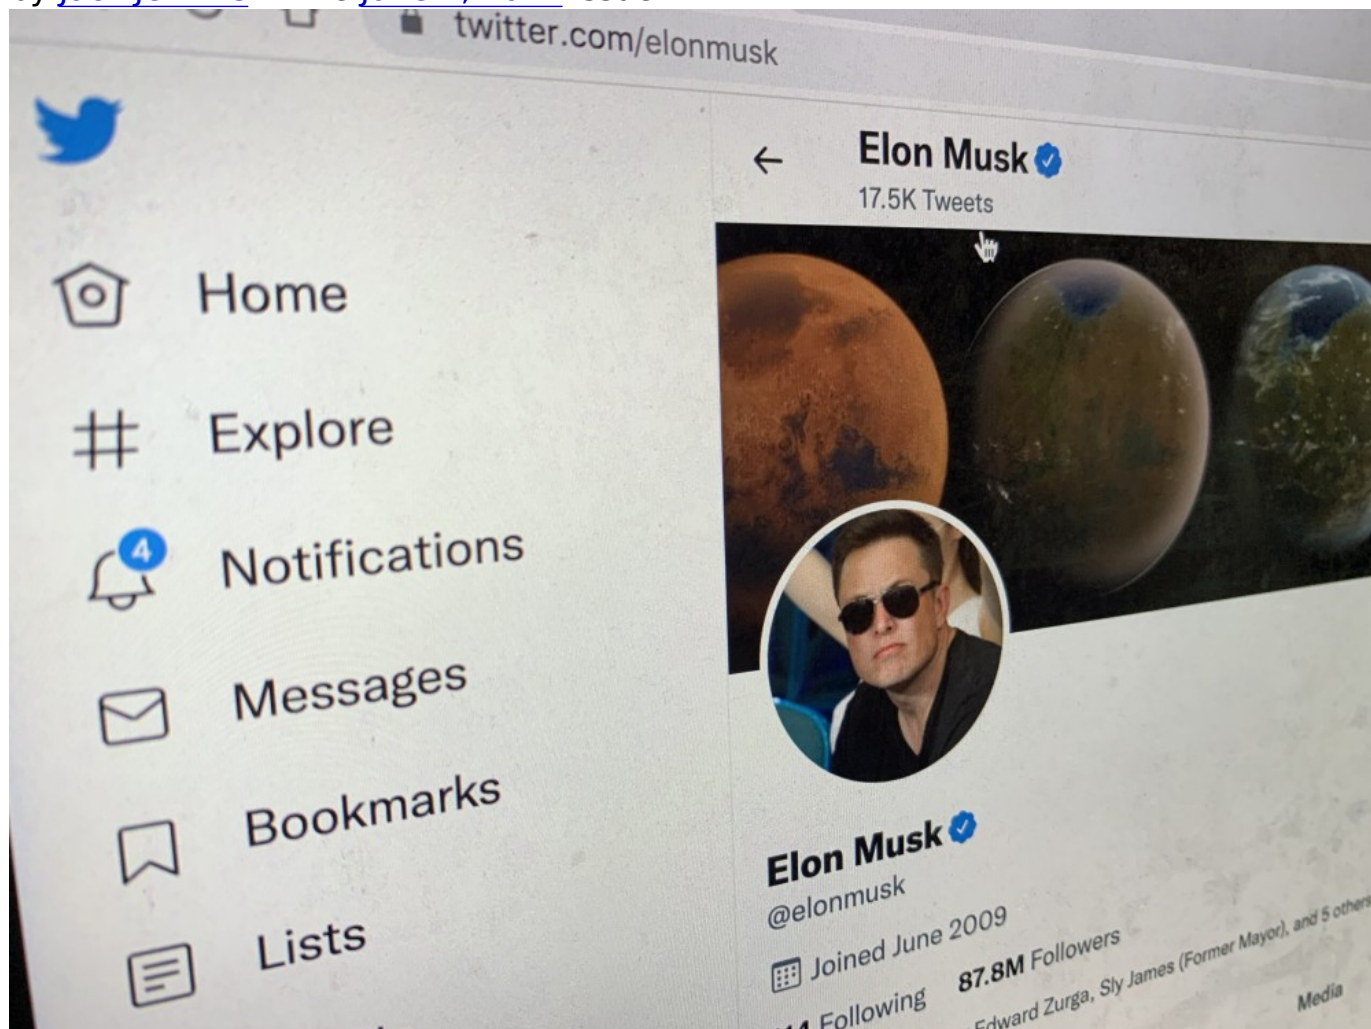 twitter.com/elonmusk
Elon Musk
17.5K Tweets
Home
Explore
4
Notifications
Messages
Bookmarks
Lists
Elon Musk
@elonmusk
Joined June 2009
Following 87.8M Followers
Edward Zurga, Sly James (Former Mayor), and 5 others
Media